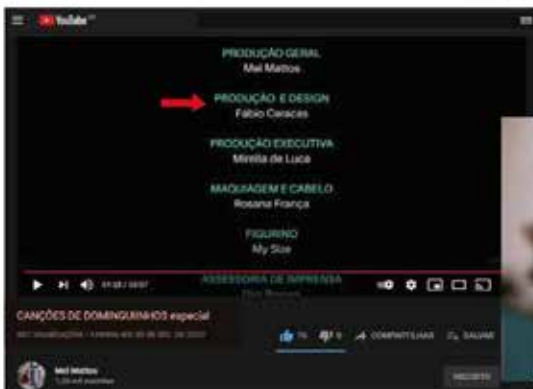 YouTube
PRODUÇÃO GERAL
Mel Mattos
PRODUÇÃO E DESIGN
Fábio Caraces
PRODUÇÃO EXECUTIVA
Mirella de Luca
MAQUIAGEM E CABELO
Rosana França
FIGURINO
My Size
ASSESSORIA DE IMPRENSA
CANÇÕES DE DOMINGUINHOS especial
COMPARTILHAR
SALVAR
Mel Mattos
INSCRITO